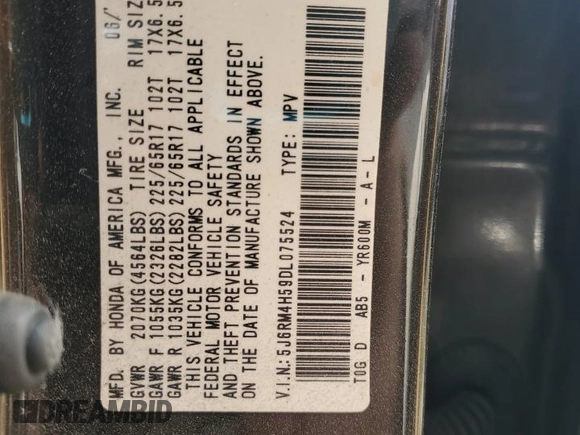 MFD. BY HONDA OF AMERICA MFG., INC. 06/
GVWR 2070KG(4564LBS) TIRE SIZE RIM SIZ
GAWR F 1055KG(2326LBS) 225/65R17 102T 17X6.5
GAWR R 1035KG(2282LBS) 225/65R17 102T 17X6.5
THIS VEHICLE CONFORMS TO ALL APPLICABLE
FEDERAL MOTOR VEHICLE SAFETY
AND THEFT PREVENTION STANDARDS IN EFFECT
ON THE DATE OF MANUFACTURE SHOWN ABOVE.
V.I.N.: 5J6RM4H59DL075524 TYPE: MPV
T0G D AB5 - YR600M - A - L
DREAMBID